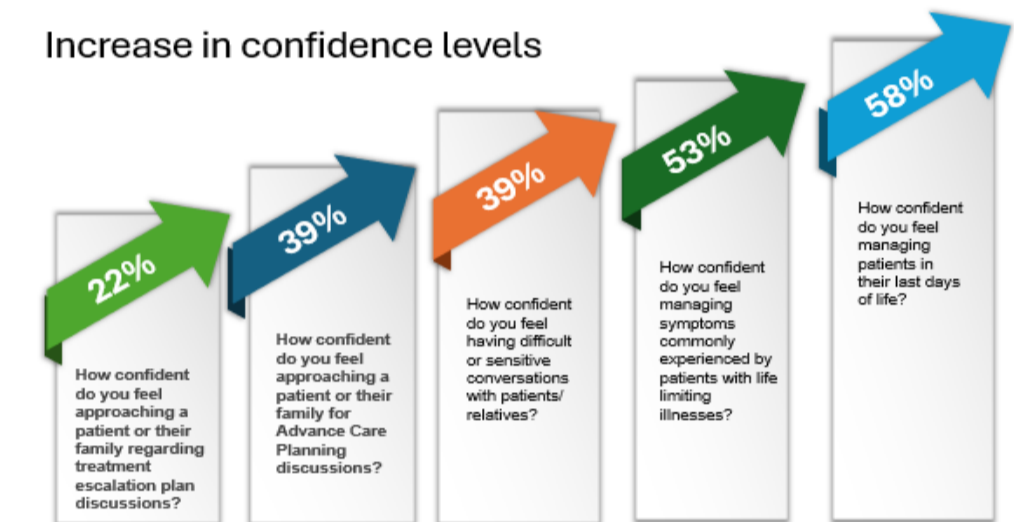 Increase in confidence levels
22%
How confident
do you feel
approaching a
patient or their
family regarding
treatment
escalation plan
discussions?
39%
How confident
do you feel
approaching a
patient or their
family for
Advance Care
Planning
discussions?
39%
How confident
do you feel
having difficult
or sensitive
conversations
with patients/
relatives?
53%
How confident
do you feel
managing
symptoms
commonly
experienced by
patients with life
limiting
illnesses?
58%
How confident
do you feel
managing
patients in
their last days
of life?